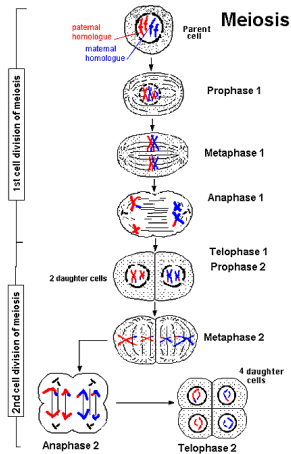 Meiosis
paternal
homologue
maternal
homologue
Parent
cell
Prophase 1
Metaphase 1
Anaphase 1
1st cell division of meiosis
Telophase 1
Prophase 2
2 daughter cells
Metaphase 2
2nd cell division of meiosis
4 daughter
cells
Anaphase 2
Telophase 2